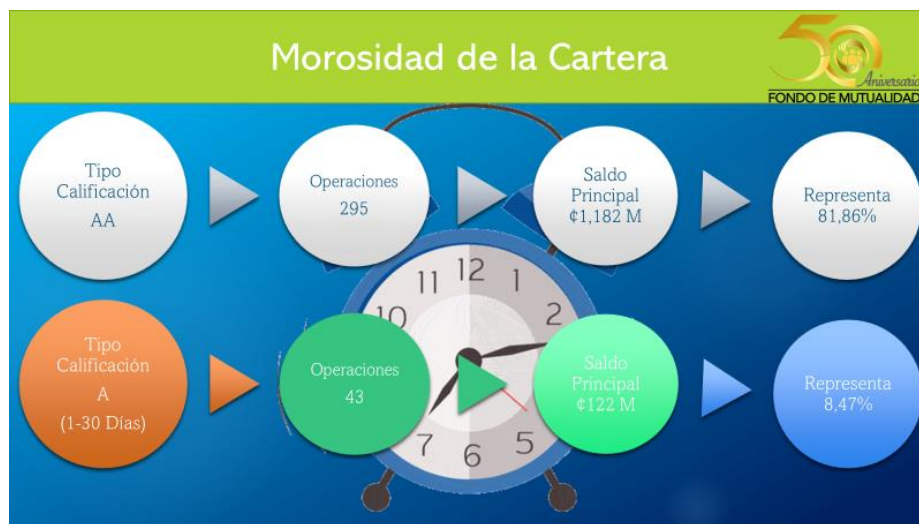 Morosidad de la Cartera
50
Aniversario
FONDO DE MUTUALIDAD
Tipo
Calificación
AA
Operaciones
295
Saldo
Principal
¢1,182 M
Representa
81,86%
Tipo
Calificación
A
(1-30 Días)
Operaciones
43
Saldo
Principal
¢122 M
Representa
8,47%
11
12
1
10
2
7
6
5